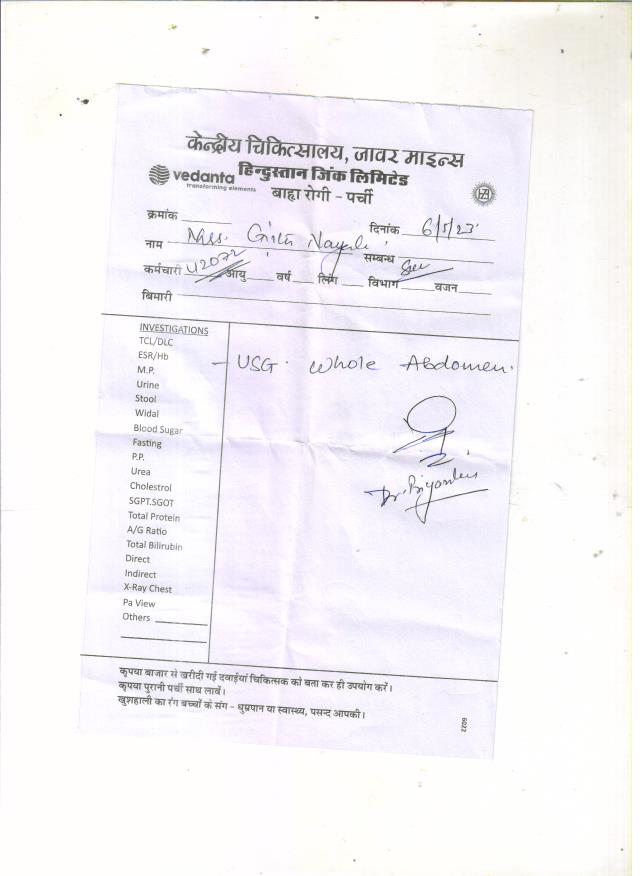 केन्द्रीय चिकित्सालय, जावर माइन्स
vedanta हिन्दुस्तान जिंक लिमिटेड
transforming elements
बाह्य रोगी - पर्ची
क्रमांक
दिनांक 6/5/23
नाम Nayak
सम्बन्ध
कर्मचारी आयु वर्ष लिंग विभाग वजन
बिमारी
INVESTIGATIONS
TCL/DLC
ESR/Hb
M.P.
Urine
Stool
Widal
Blood Sugar
Fasting
P.P.
Urea
Cholestrol
SGPT.SGOT
Total Protein
A/G Ratio
Total Bilirubin
Direct
Indirect
X-Ray Chest
Pa View
Others
- USG. Whole Abdomen.
कृपया बाजार से खरीदी गई दवाईयां चिकित्सक को बता कर ही उपयोग करें।
कृपया पुरानी पर्ची साथ लावें।
खुशहाली का रंग बच्चों के संग - धुम्रपान या स्वास्थ्य, पसन्द आपकी।
6022